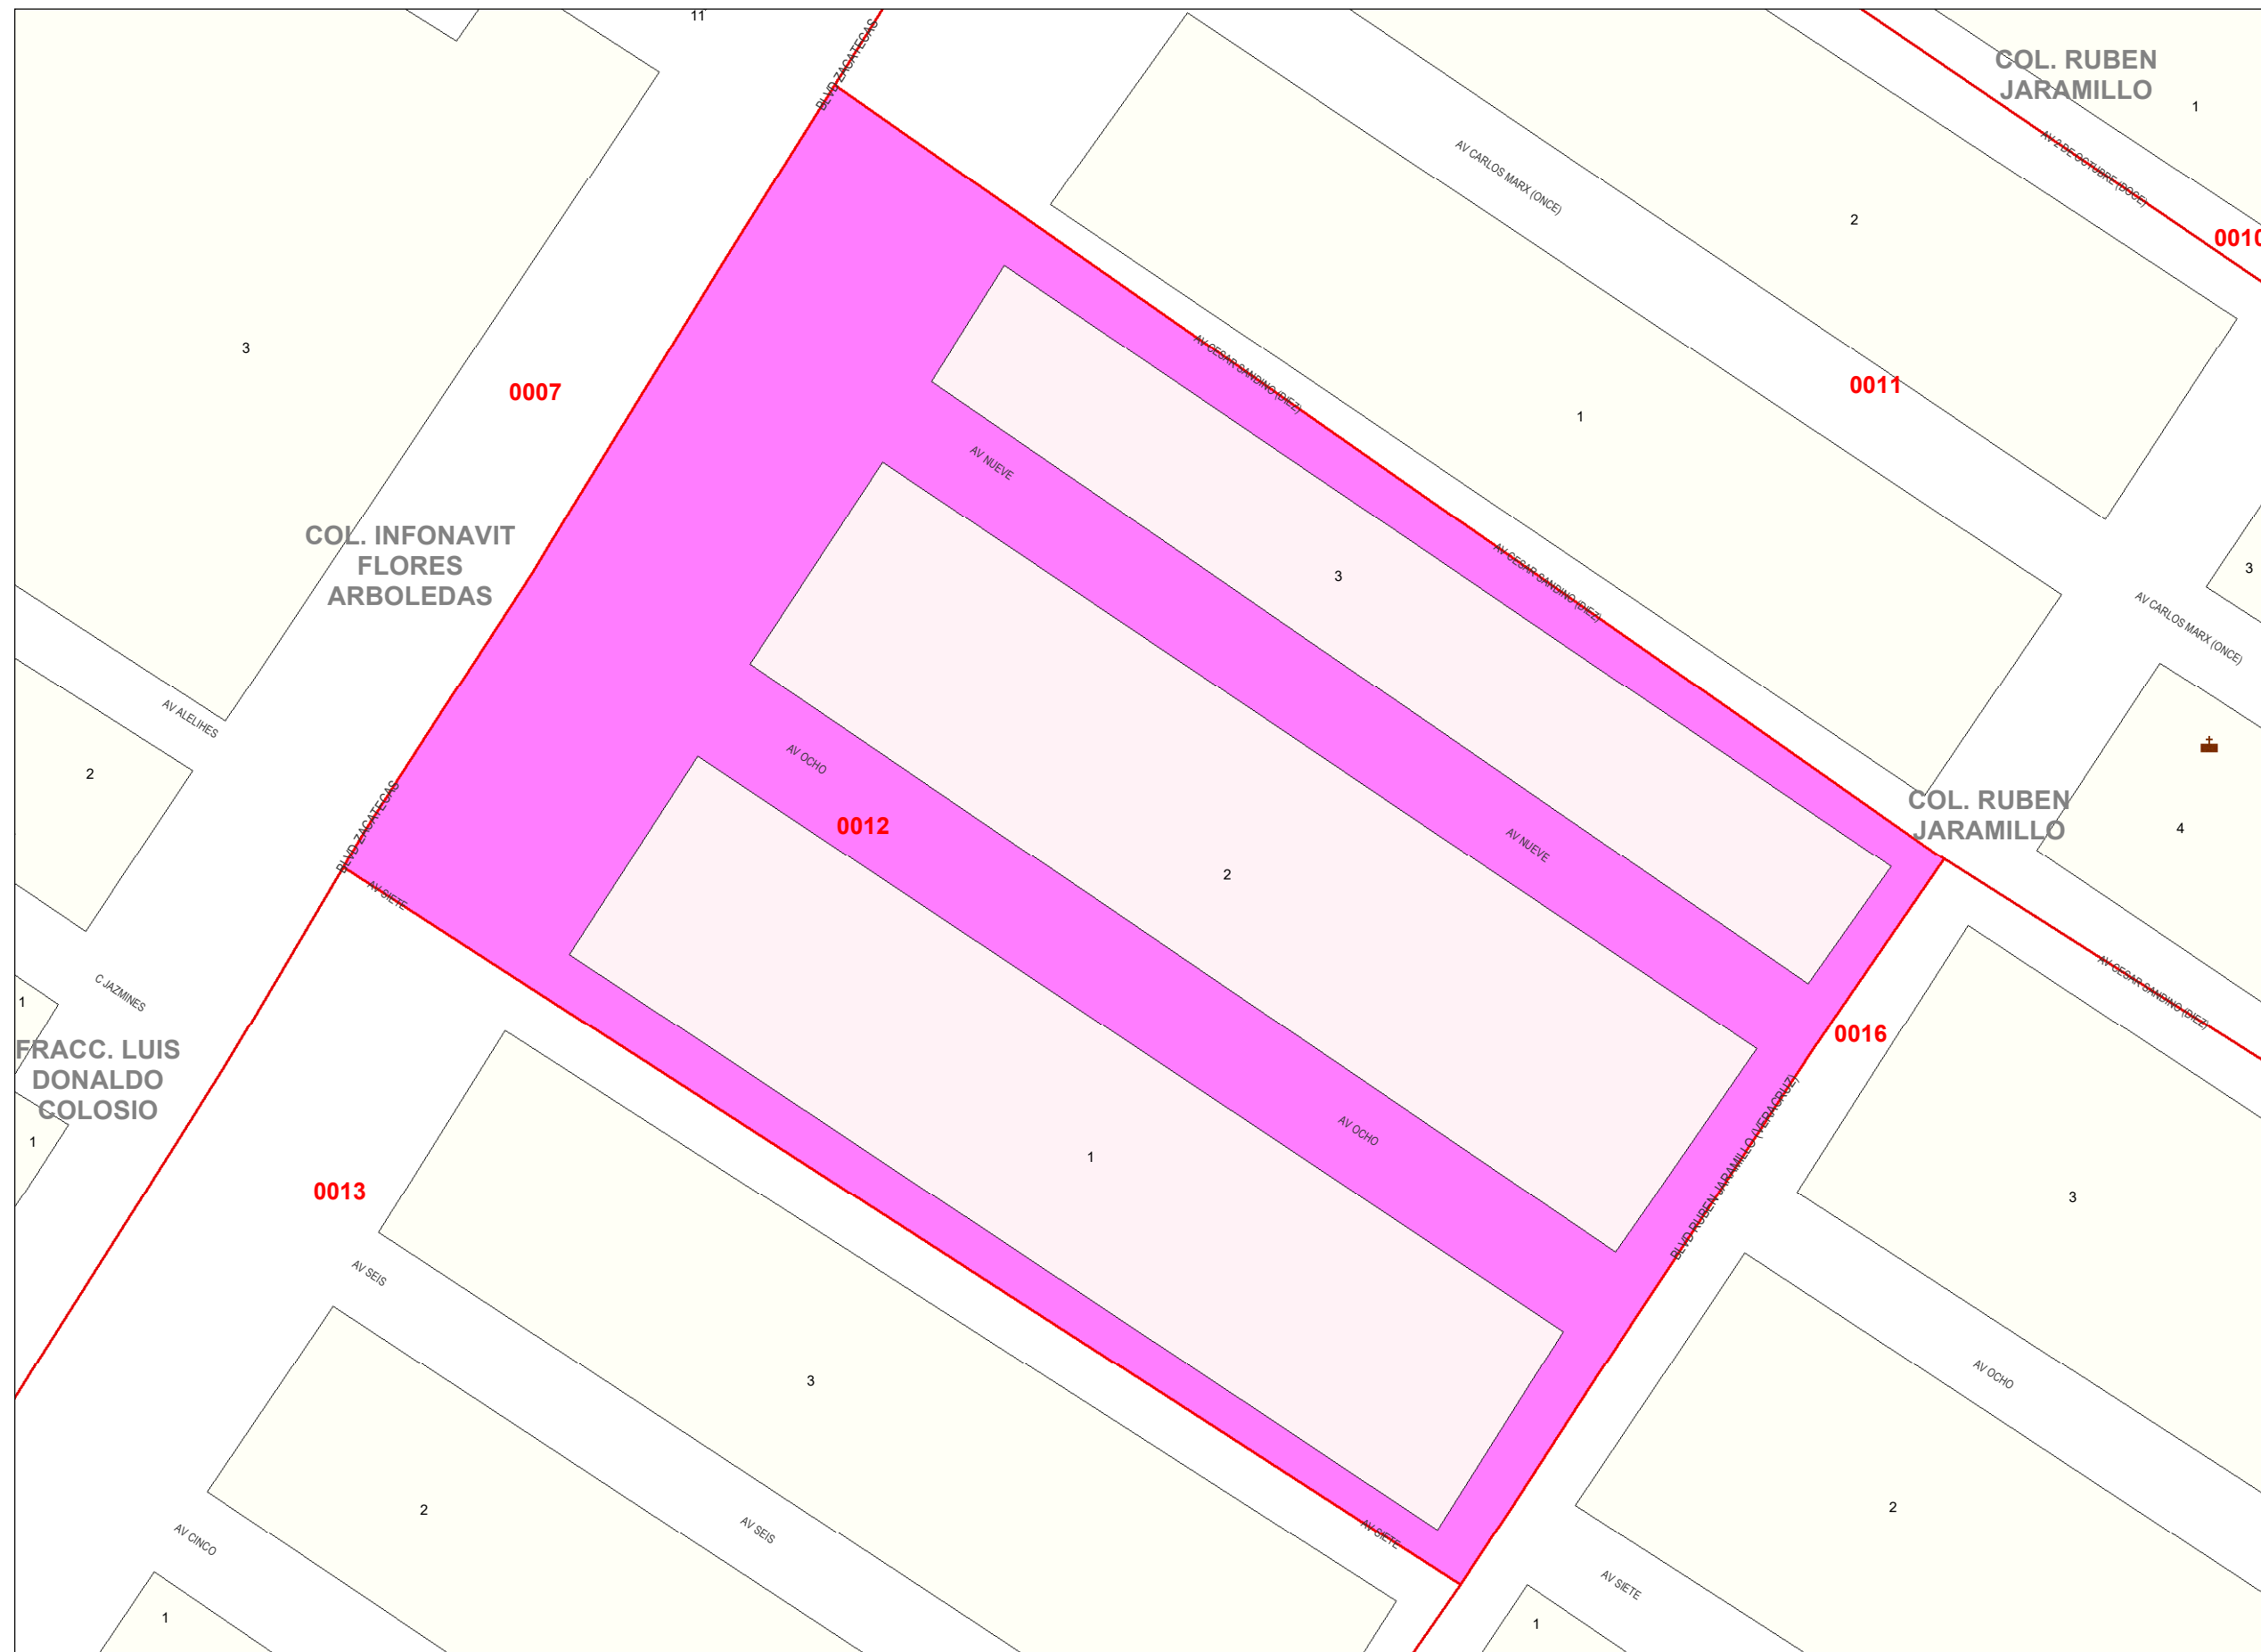 11
BLVD ZACATECAS
COL. RUBEN
JARAMILLO
1
AV 2 DE OCTUBRE (DOCE)
AV CARLOS MARX (ONCE)
2
0010
3
0007
AV CESAR SANDINO (DIEZ)
0011
1
AV NUEVE
COL. INFONAVIT
FLORES
ARBOLEDAS
3
AV CESAR SANDINO (DIEZ)
3
AV CARLOS MARX (ONCE)
AV ALELIHES
2
AV OCHO
BLVD ZACATECAS
0012
AV NUEVE
COL. RUBEN
JARAMILLO
4
2
AV SIETE
C JAZMINES
1
AV CESAR SANDINO (DIEZ)
0016
FRACC. LUIS
DONALDO
COLOSIO
1
AV OCHO
1
BLVD RUBEN JARAMILLO (VERACRUZ)
0013
3
AV SEIS
3
AV OCHO
2
AV CINCO
AV SEIS
2
AV SIETE
AV SIETE
1
1